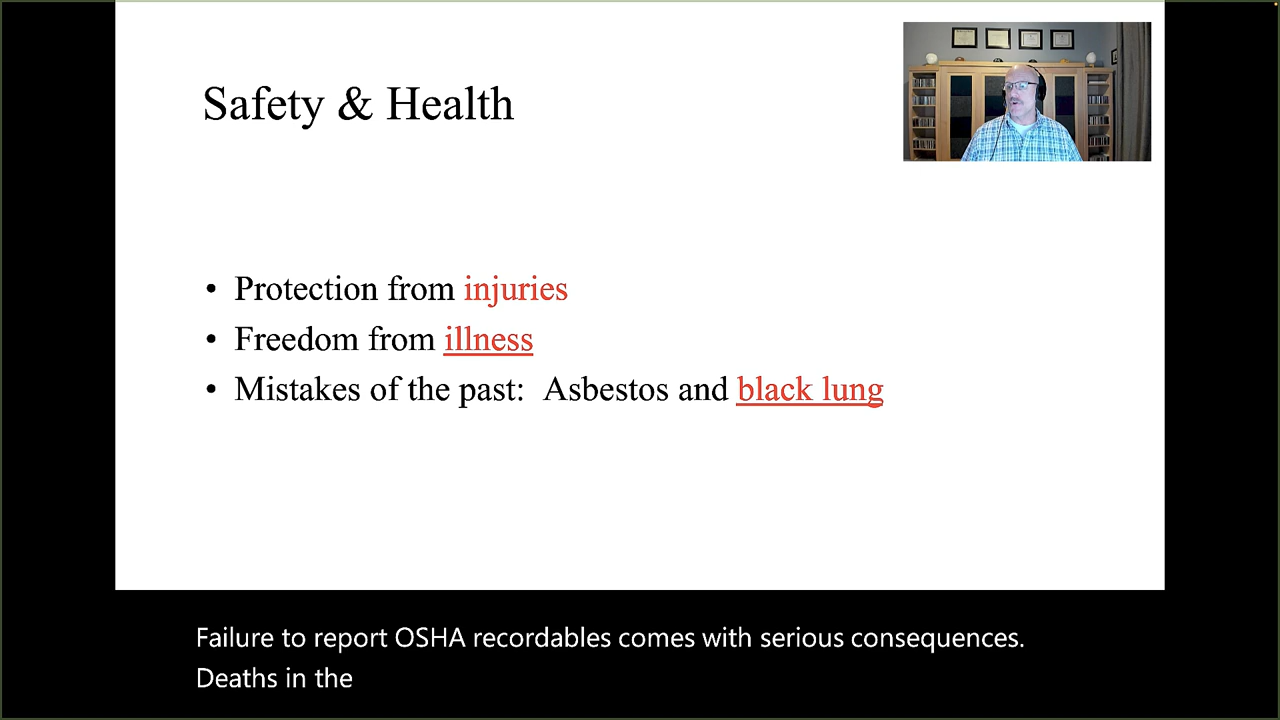 Safety & Health
• Protection from injuries
• Freedom from illness
• Mistakes of the past: Asbestos and black lung
Failure to report OSHA recordables comes with serious consequences.
Deaths in the